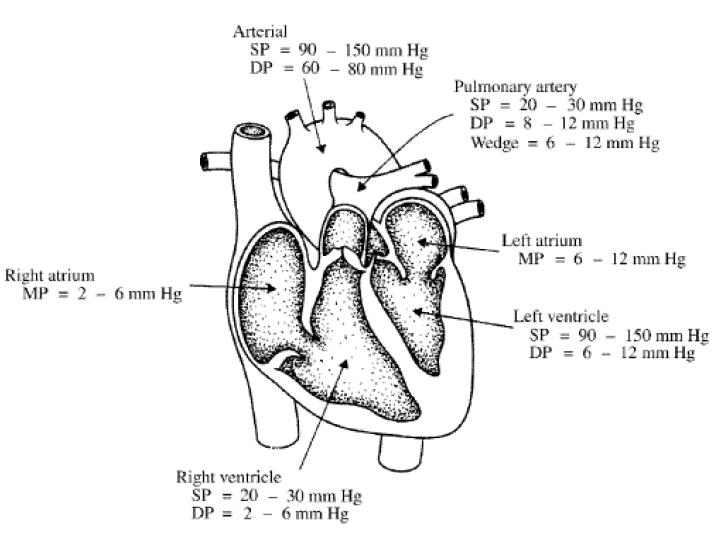 Arterial
SP = 90 – 150 mm Hg
DP = 60 – 80 mm Hg
Pulmonary artery
SP = 20 – 30 mm Hg
DP = 8 – 12 mm Hg
Wedge = 6 – 12 mm Hg
Left atrium
MP = 6 – 12 mm Hg
Right atrium
MP = 2 – 6 mm Hg
Left ventricle
SP = 90 – 150 mm Hg
DP = 6 – 12 mm Hg
Right ventricle
SP = 20 – 30 mm Hg
DP = 2 – 6 mm Hg